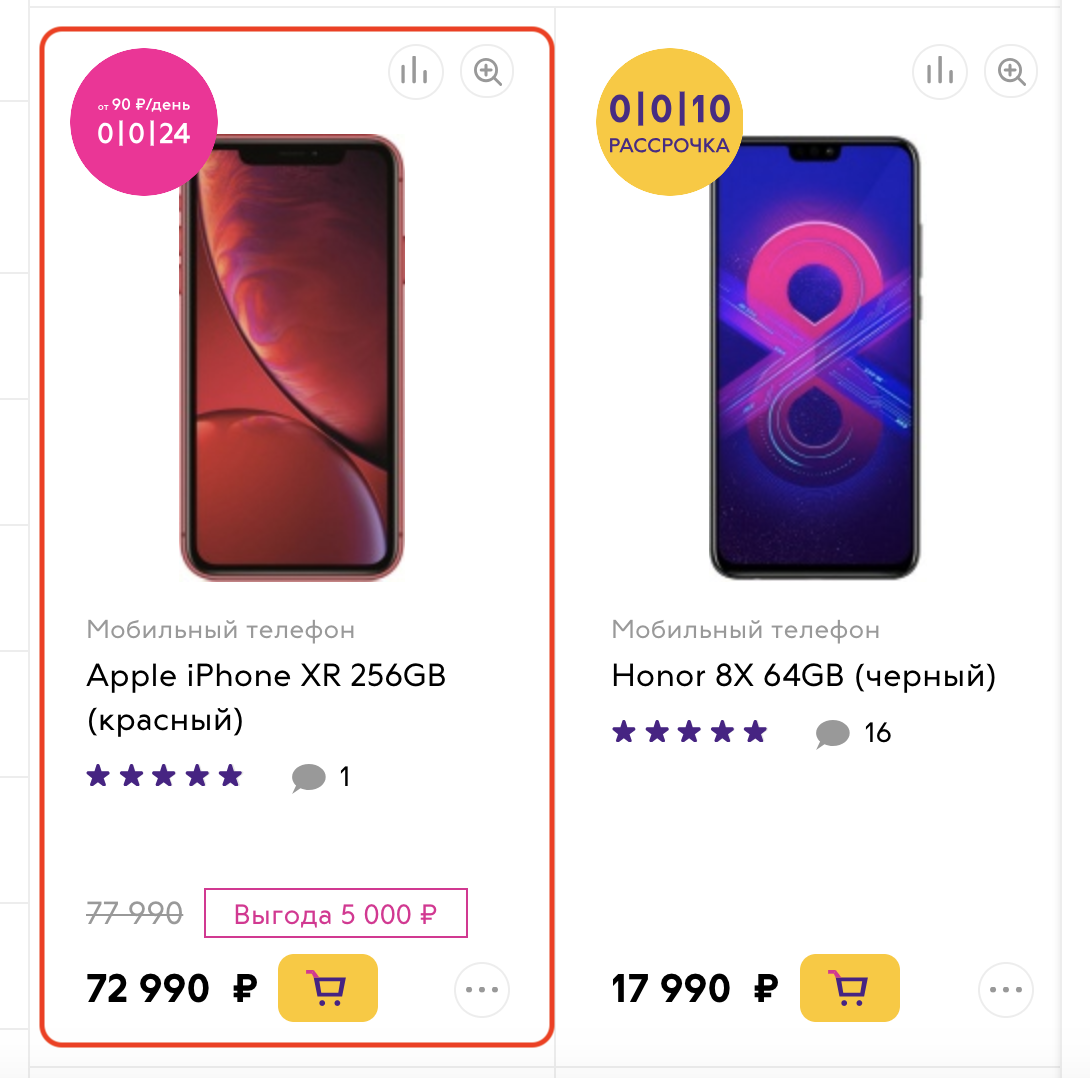 от 90 ₽/день
0|0|24
Мобильный телефон
Apple iPhone XR 256GB
(красный)
1
77 990
Выгода 5 000 ₽
72 990 ₽
0|0|10
РАССРОЧКА
Мобильный телефон
Honor 8X 64GB (черный)
16
17 990 ₽